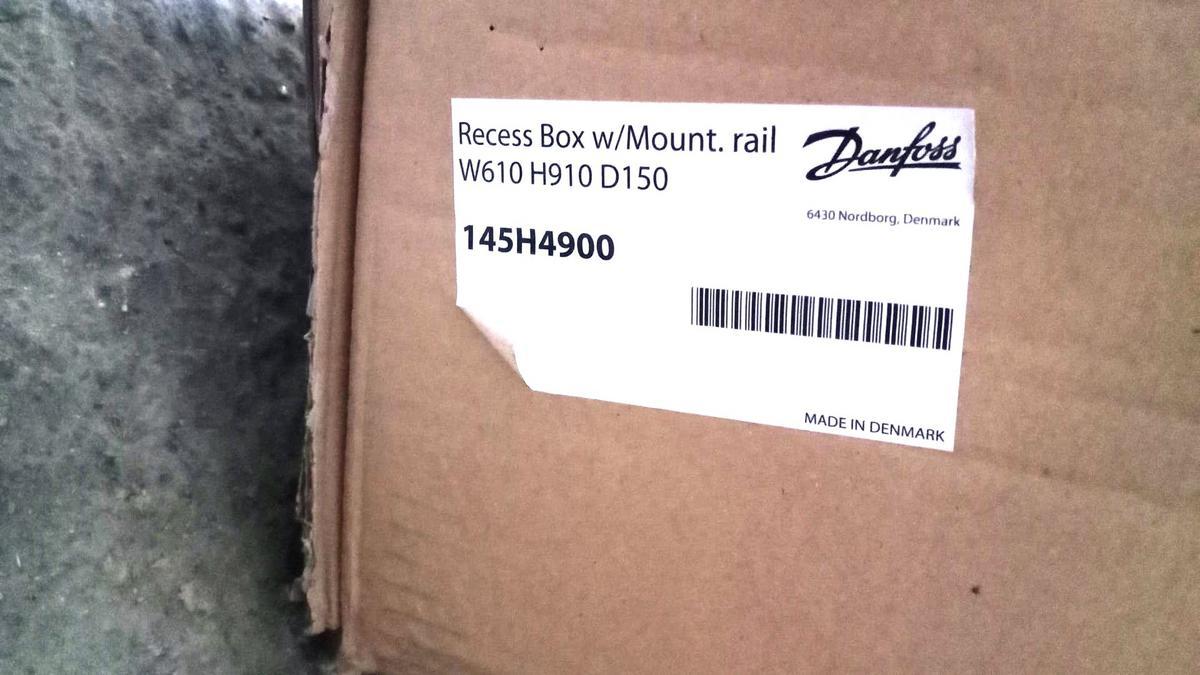 Recess Box w/Mount. rail
W610 H910 D150
Danfoss
6430 Nordborg, Denmark
145H4900
MADE IN DENMARK